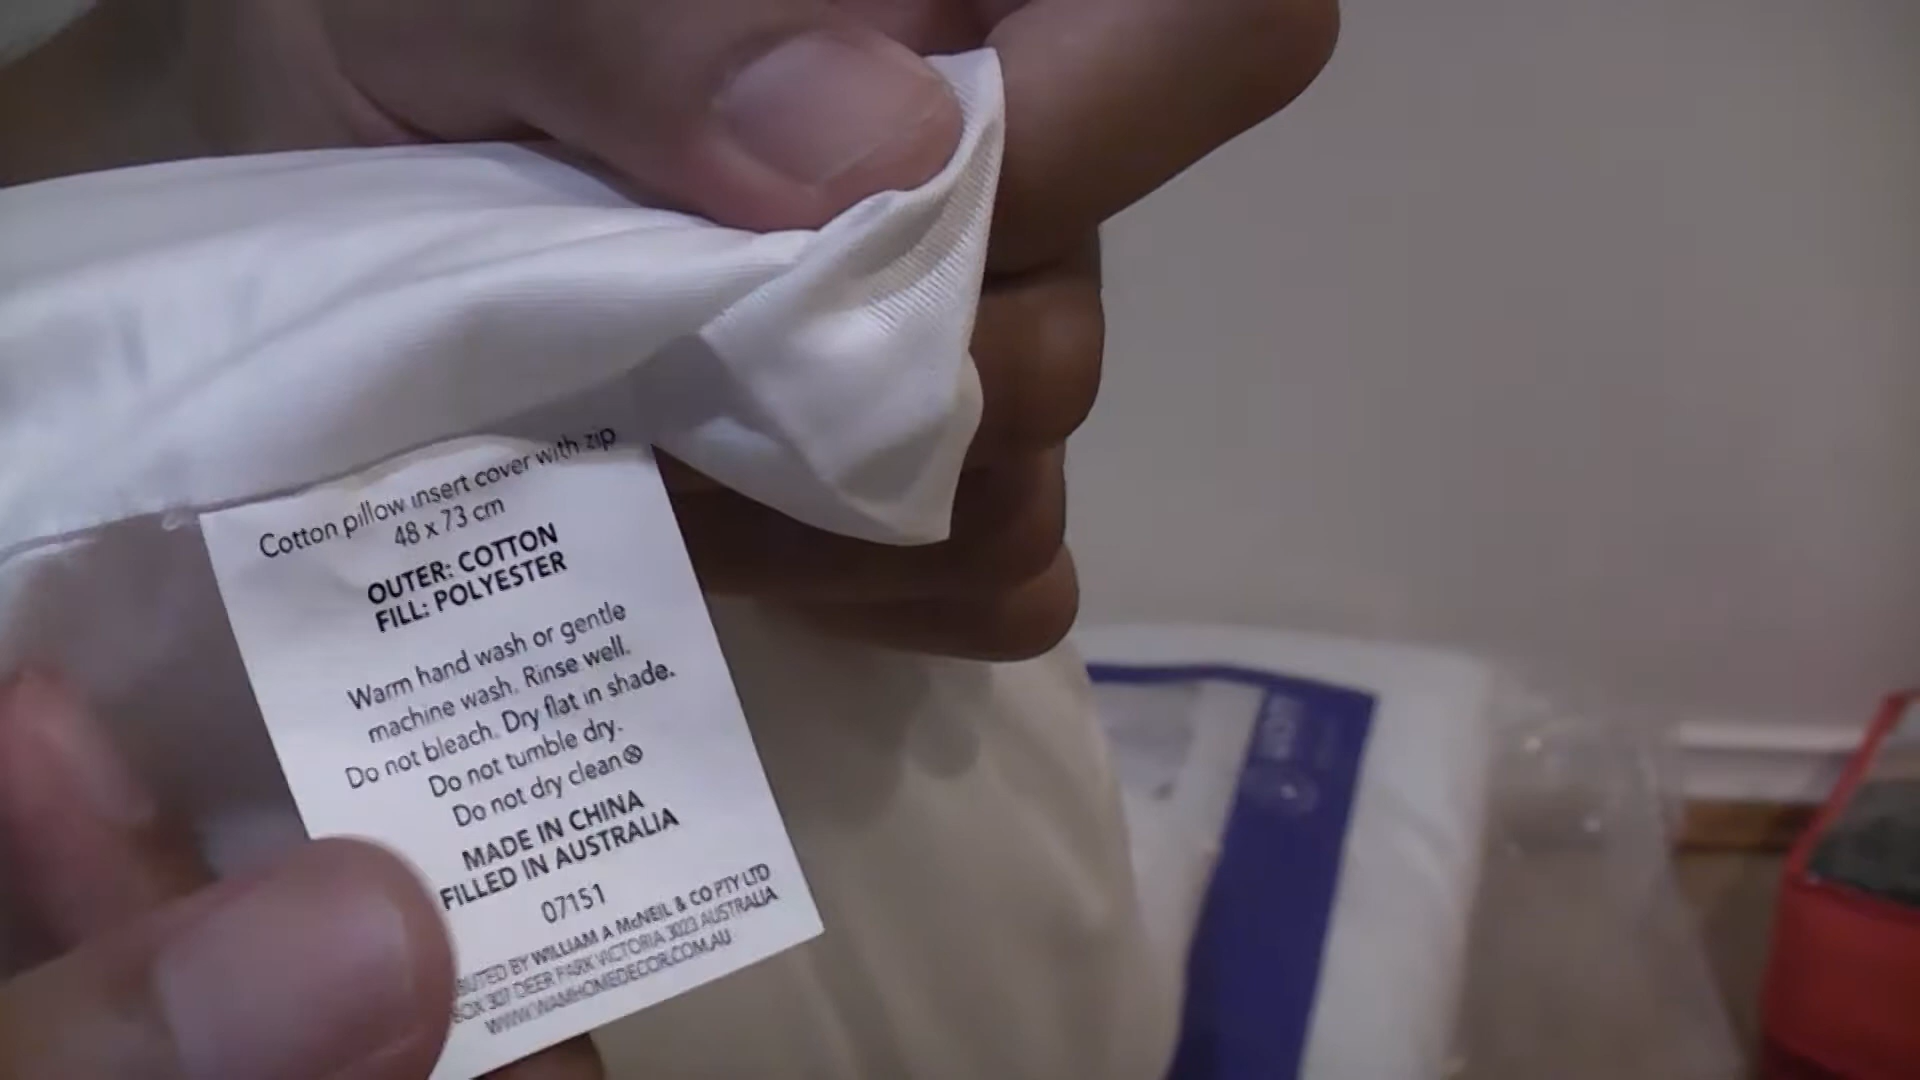 Cotton pillow insert cover with zip
48 x 73 cm
OUTER: COTTON
FILL: POLYESTER
Warm hand wash or gentle
machine wash. Rinse well.
Do not bleach. Dry flat in shade.
Do not tumble dry.
Do not dry clean
MADE IN CHINA
FILLED IN AUSTRALIA
07151
BUTED BY WILLIAM A McNEIL & CO PTY LTD
BOX 307 DEER PARK VICTORIA 3023 AUSTRALIA
WWW.WAMHOMEDECOR.COM.AU